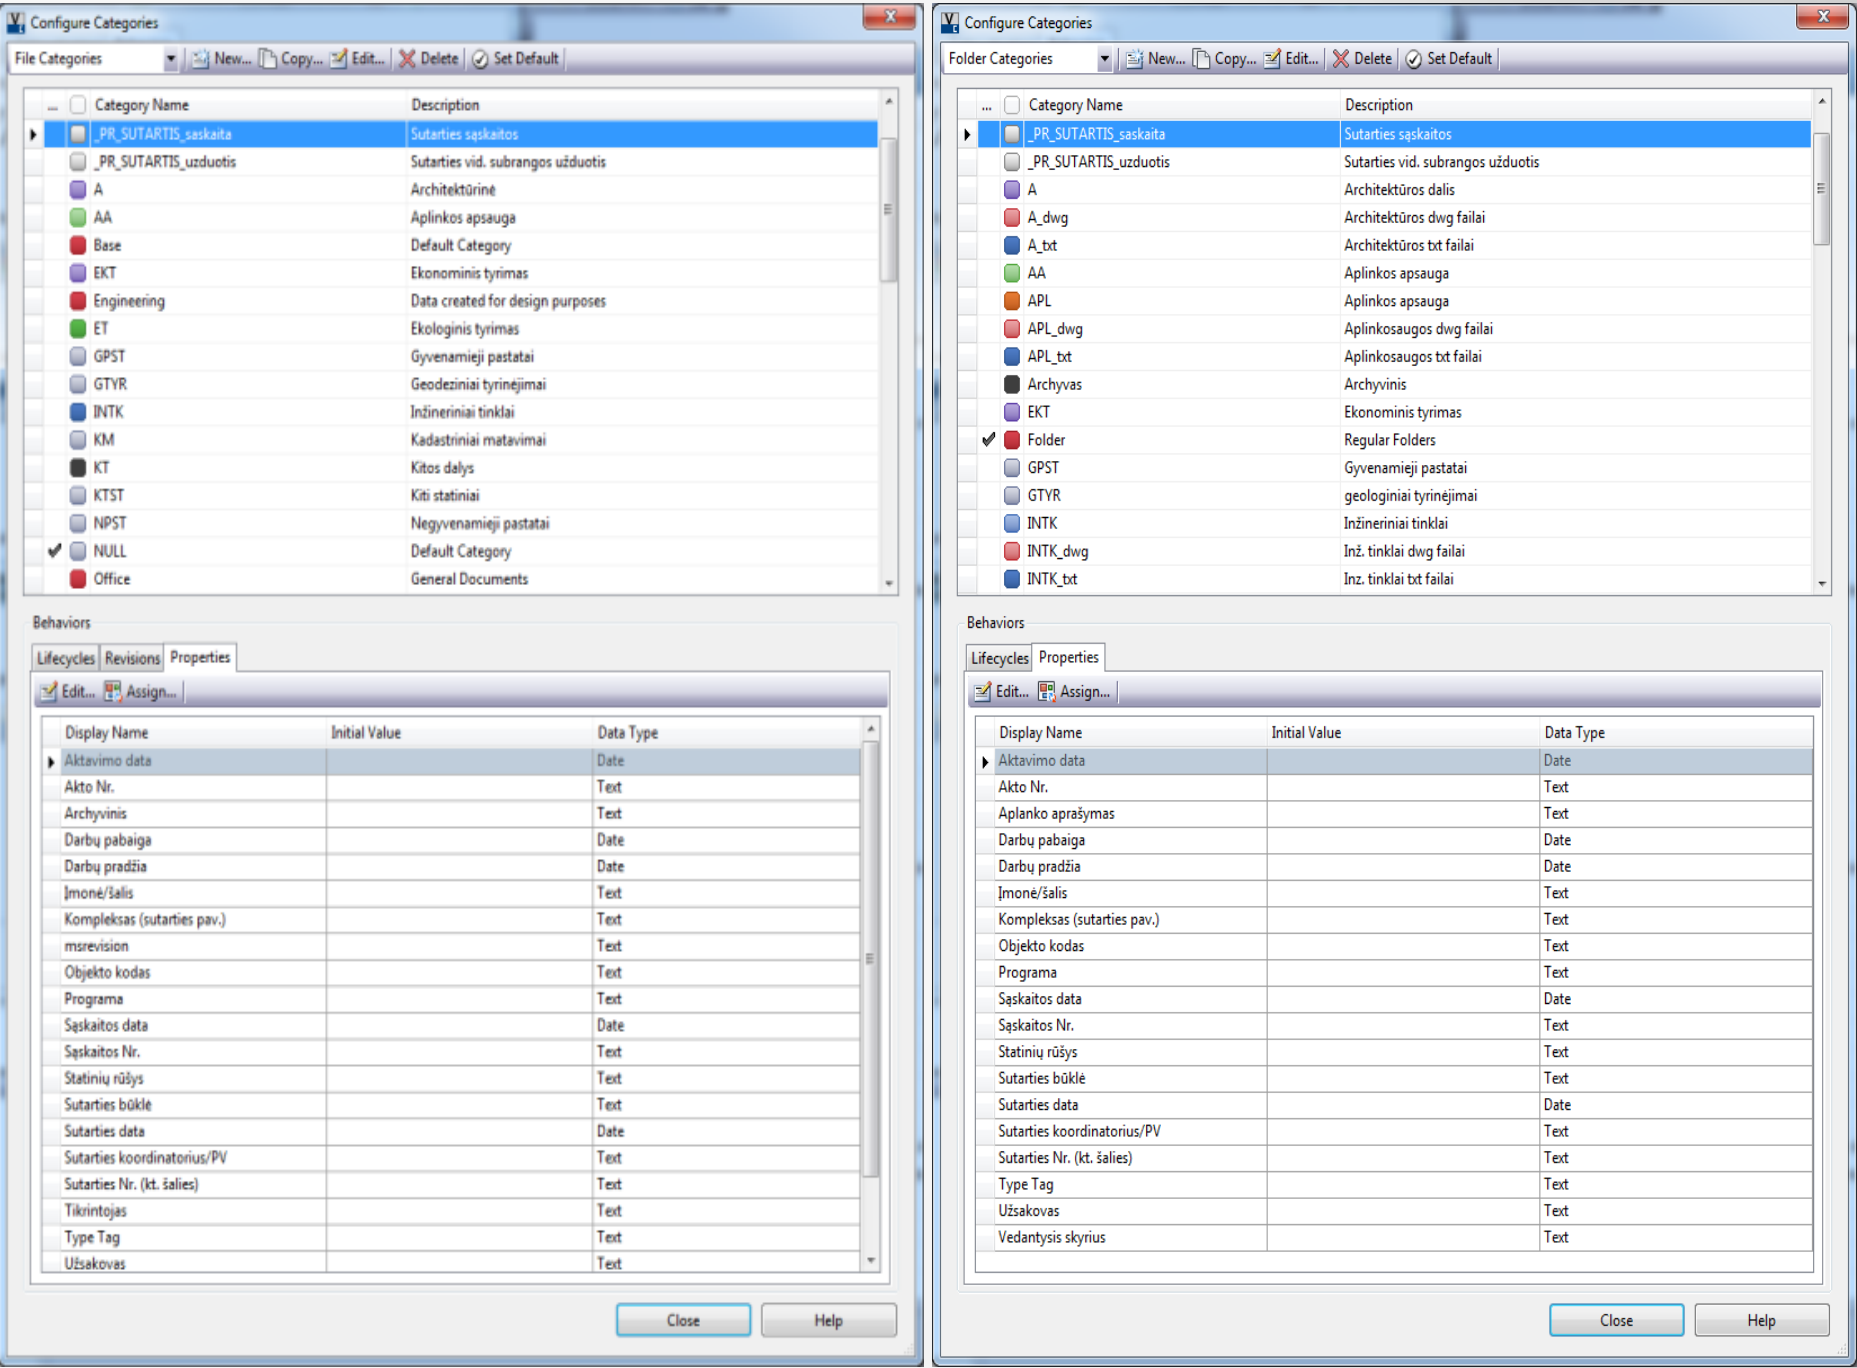 Configure Categories
File Categories New... Copy... Edit... Delete Set Default
... Category Name Description
_PR_SUTARTIS_saskaita Sutarties sąskaitos
_PR_SUTARTIS_uzduotis Sutarties vid. subrangos užduotis
A Architektūrinė
AA Aplinkos apsauga
Base Default Category
EKT Ekonominis tyrimas
Engineering Data created for design purposes
ET Ekologinis tyrimas
GPST Gyvenamieji pastatai
GTYR Geodeziniai tyrinėjimai
INTK Inžineriniai tinklai
KM Kadastriniai matavimai
KT Kitos dalys
KTST Kiti statiniai
NPST Negyvenamieji pastatai
NULL Default Category
Office General Documents
Behaviors
Lifecycles Revisions Properties
Edit... Assign...
Display Name Initial Value Data Type
Aktavimo data Date
Akto Nr. Text
Archyvinis Text
Darbų pabaiga Date
Darbų pradžia Date
Įmonė/šalis Text
Kompleksas (sutarties pav.) Text
msrevision Text
Objekto kodas Text
Programa Text
Sąskaitos data Date
Sąskaitos Nr. Text
Statinių rūšys Text
Sutarties būklė Text
Sutarties data Date
Sutarties koordinatorius/PV Text
Sutarties Nr. (kt. šalies) Text
Tikrintojas Text
Type Tag Text
Užsakovas Text
Close Help
Configure Categories
Folder Categories New... Copy... Edit... Delete Set Default
... Category Name Description
_PR_SUTARTIS_saskaita Sutarties sąskaitos
_PR_SUTARTIS_uzduotis Sutarties vid. subrangos užduotis
A Architektūros dalis
A_dwg Architektūros dwg failai
A_txt Architektūros txt failai
AA Aplinkos apsauga
APL Aplinkos apsauga
APL_dwg Aplinkosaugos dwg failai
APL_txt Aplinkosaugos txt failai
Archyvas Archyvinis
EKT Ekonominis tyrimas
Folder Regular Folders
GPST Gyvenamieji pastatai
GTYR geologiniai tyrinėjimai
INTK Inžineriniai tinklai
INTK_dwg Inž. tinklai dwg failai
INTK_txt Inz. tinklai txt failai
Behaviors
Lifecycles Properties
Edit... Assign...
Display Name Initial Value Data Type
Aktavimo data Date
Akto Nr. Text
Aplanko aprašymas Text
Darbų pabaiga Date
Darbų pradžia Date
Įmonė/šalis Text
Kompleksas (sutarties pav.) Text
Objekto kodas Text
Programa Text
Sąskaitos data Date
Sąskaitos Nr. Text
Statinių rūšys Text
Sutarties būklė Text
Sutarties data Date
Sutarties koordinatorius/PV Text
Sutarties Nr. (kt. šalies) Text
Type Tag Text
Užsakovas Text
Vedantysis skyrius Text
Close Help